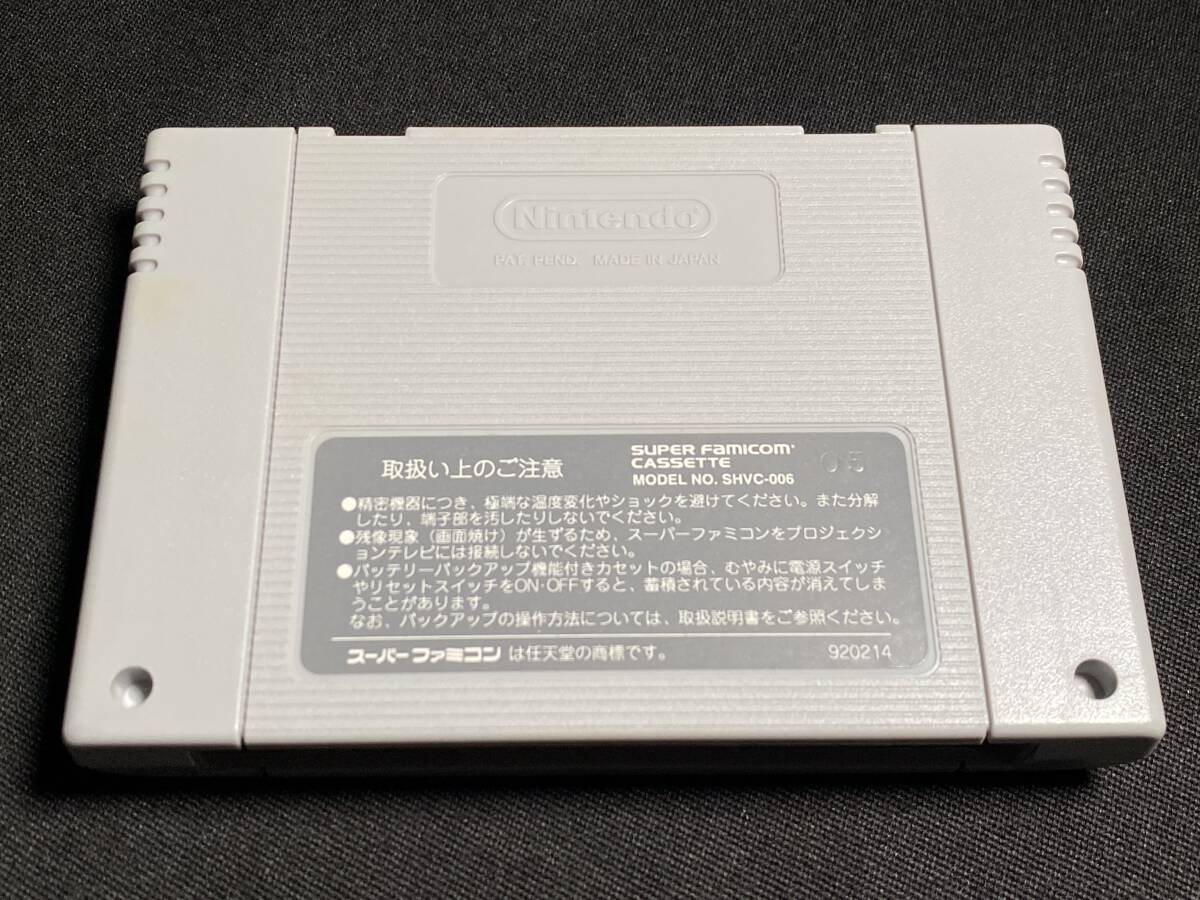 Nintendo®
PAT. PEND. MADE IN JAPAN
取扱い上のご注意
SUPER FAMICOM®
CASSETTE
MODEL NO. SHVC-006
05
●精密機器につき、極端な温度変化やショックを避けてください。また分解
したり、端子部を汚したりしないでください。
●残像現象（画面焼け）が生ずるため、スーパーファミコンをプロジェクシ
ョンテレビには接続しないでください。
●バッテリーバックアップ機能付きカセットの場合、むやみに電源スイッチ
やリセットスイッチをON·OFFすると、蓄積されている内容が消えてしま
うことがあります。
なお、バックアップの操作方法については、取扱説明書をご参照ください。
スーパーファミコンは任天堂の商標です。
920214